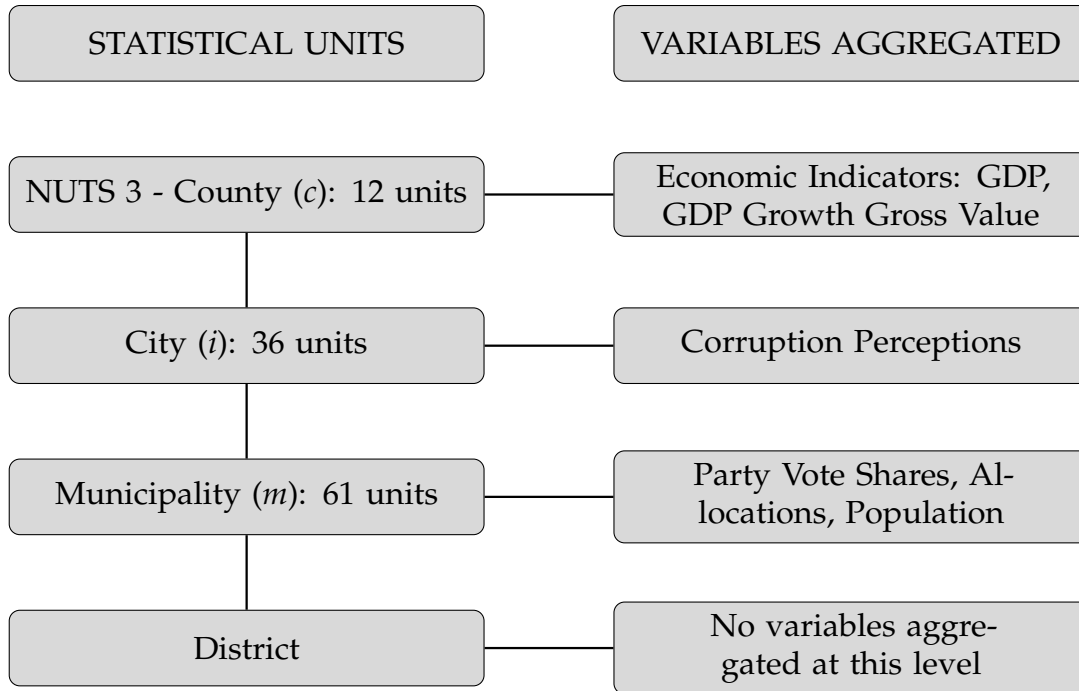 STATISTICAL UNITS
VARIABLES AGGREGATED
NUTS 3 - County (c): 12 units
Economic Indicators: GDP,
GDP Growth Gross Value
City (i): 36 units
Corruption Perceptions
Municipality (m): 61 units
Party Vote Shares, Al-
locations, Population
District
No variables aggre-
gated at this level